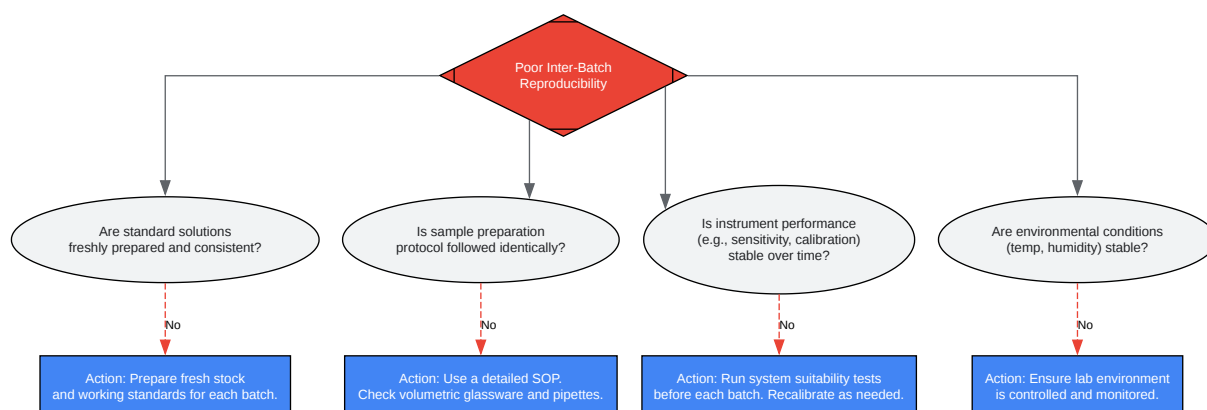 Poor Inter-Batch
Reproducibility
Are standard solutions
freshly prepared and consistent?
Is sample preparation
protocol followed identically?
Is instrument performance
(e.g., sensitivity, calibration)
stable over time?
Are environmental conditions
(temp, humidity) stable?
No
No
No
No
Action: Prepare fresh stock
and working standards for each batch.
Action: Use a detailed SOP.
Check volumetric glassware and pipettes.
Action: Run system suitability tests
before each batch. Recalibrate as needed.
Action: Ensure lab environment
is controlled and monitored.